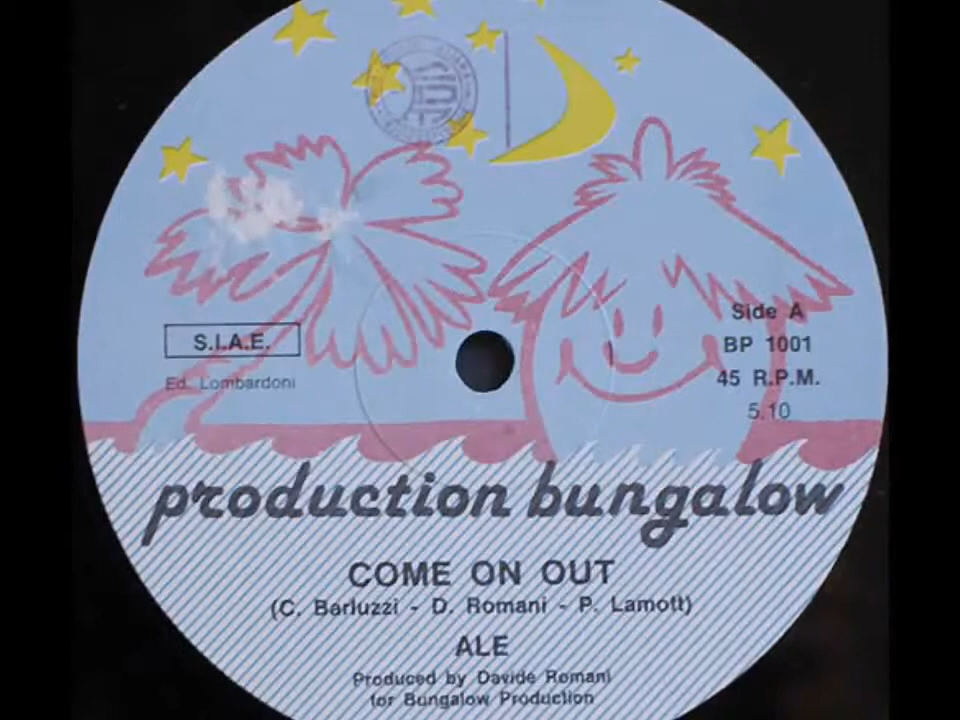 Side A
S.I.A.E.
BP 1001
45 R.P.M.
Ed. Lombardoni
5.10
production bungalow
COME ON OUT
(C. Barluzzi - D. Romani - P. Lamott)
ALE
Produced by Davide Romani
for Bungalow Production